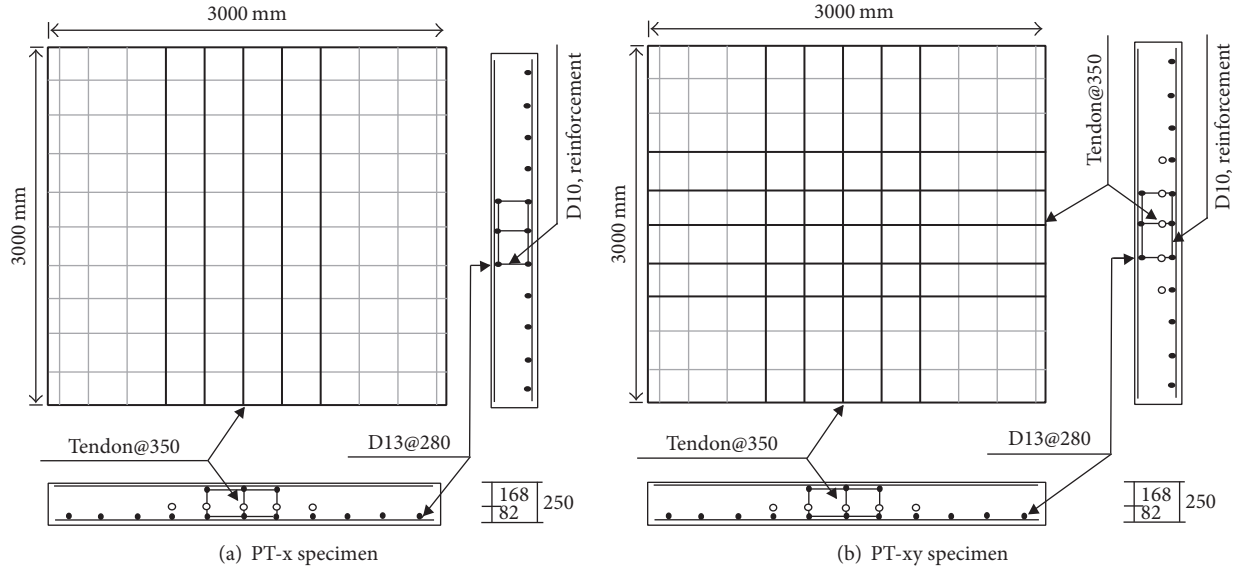 3000 mm
3000 mm
D10, reinforcement
Tendon@350
D13@280
168
82
250
(a) PT-x specimen
3000 mm
3000 mm
Tendon@350
D10, reinforcement
Tendon@350
D13@280
168
82
250
(b) PT-xy specimen